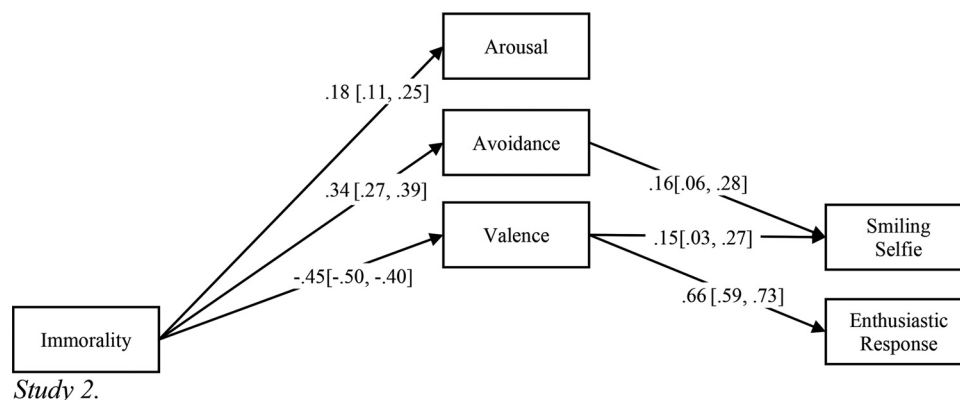 Arousal
.18 [.11, .25]
Avoidance
.34 [.27, .39]
.16[.06, .28]
Valence
.15[.03, .27]
Smiling
Selfie
-.45[-.50, -.40]
.66 [.59, .73]
Immorality
Enthusiastic
Response
Study 2.